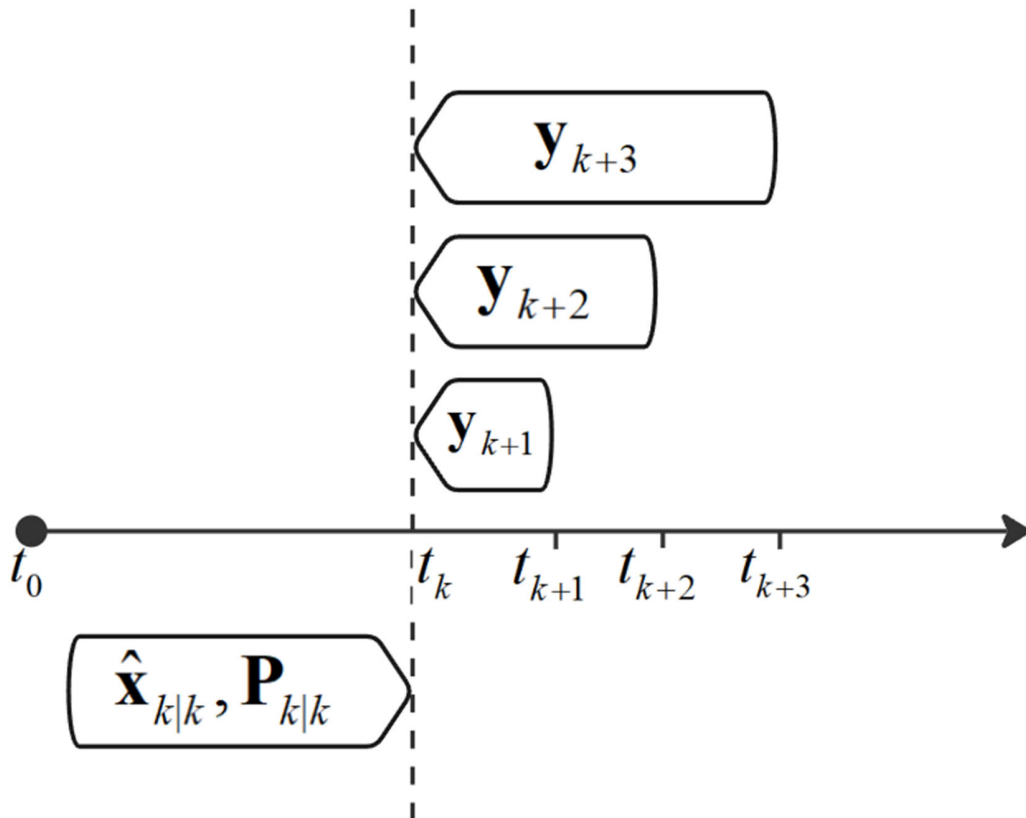 y_{k+3}
y_{k+2}
y_{k+1}
t_0 t_k t_{k+1} t_{k+2} t_{k+3}
x̂_{k|k}, P_{k|k}